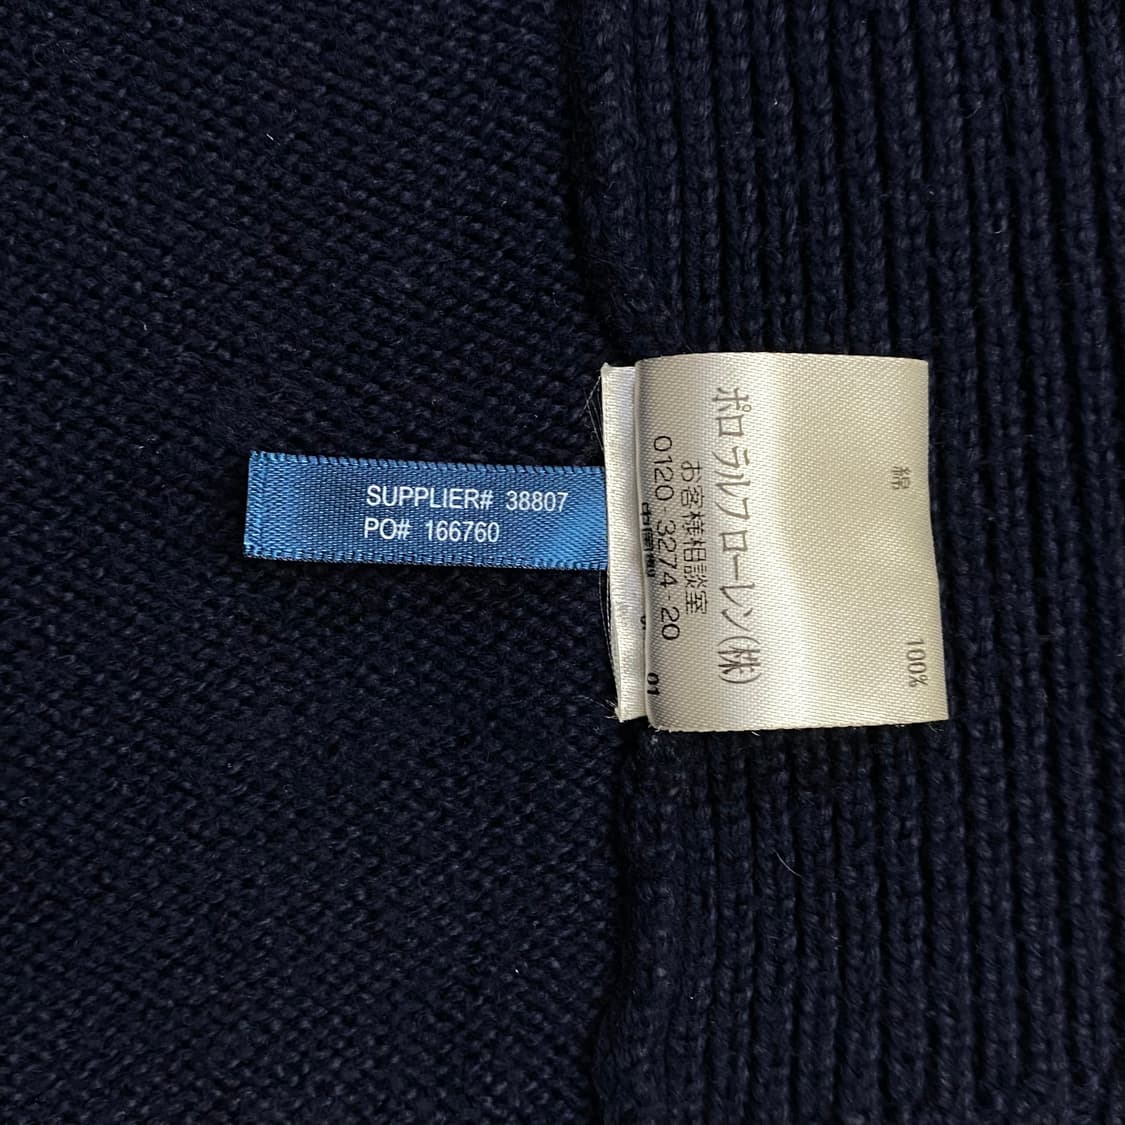 SUPPLIER# 38807
PO# 166760
綿 100%
ポロ ラルフローレン(株)
お客様相談室
0120-3274-20
01